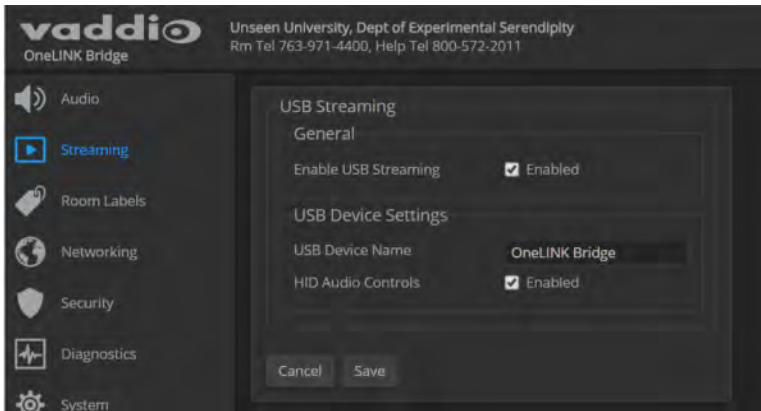 vaddio
OneLINK Bridge
Unseen University, Dept of Experimental Serendipity
Rm Tel 763-971-4400, Help Tel 800-572-2011
Audio
Streaming
Room Labels
Networking
Security
Diagnostics
System
USB Streaming
General
Enable USB Streaming
Enabled
USB Device Settings
USB Device Name
OneLINK Bridge
HID Audio Controls
Enabled
Cancel
Save